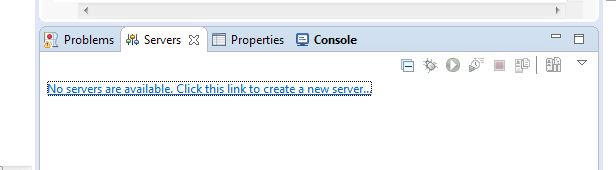 Problems Servers Properties Console
No servers are available. Click this link to create a new server...